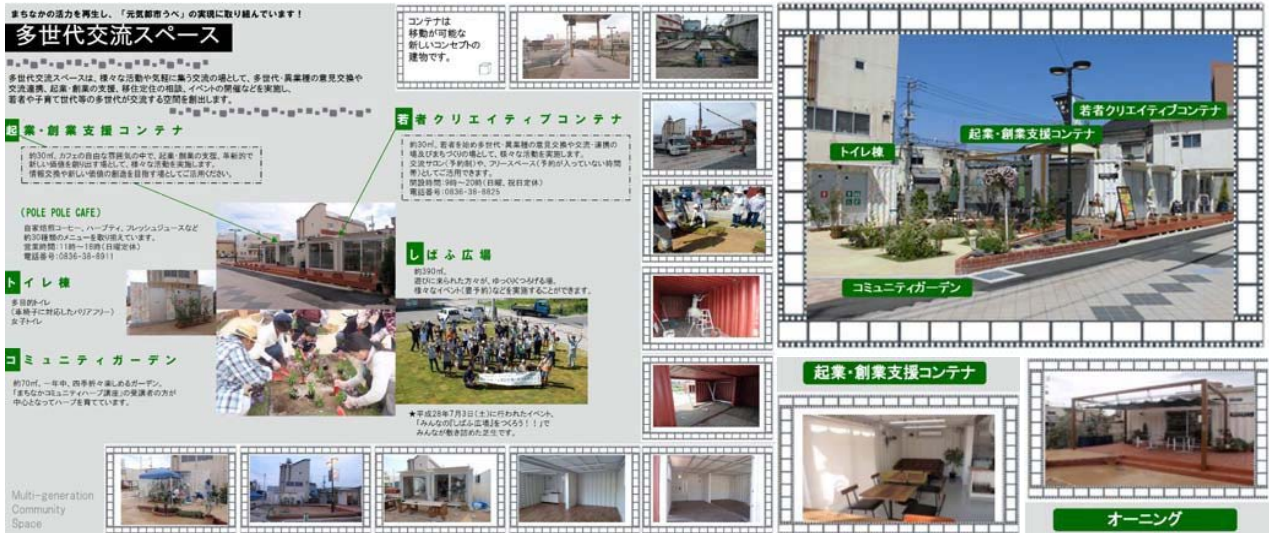 まちなかの活力を再生し、「元気都市うべ」の実現に取り組んでいます!
多世代交流スペース
多世代交流スペースは、様々な活動や気軽に集う交流の場として、多世代・異業種の意見交換や
交流連携、起業・創業の支援、移住定住の相談、イベントの開催などを実施し、
若者や子育て世代等の多世代が交流する空間を創出します。
起業・創業支援コンテナ
約30㎡。カフェの自由な雰囲気の中で、起業・創業の支援、革新的で
新しい価値を創り出す場として、様々な活動を実施します。
情報交換や新しい価値の創造を目指す場としてご活用ください。
(POLE POLE CAFE)
自家焙煎コーヒー、ハーブティ、フレッシュジュースなど
約30種類のメニューを取り揃えています。
営業時間:11時~16時(日曜定休)
電話番号:0836-38-8911
トイレ棟
多目的トイレ
(車椅子に対応したバリアフリー)
女子トイレ
コミュニティガーデン
約70㎡。一年中、四季折々楽しめるガーデン。
「まちなかコミュニティハーブ講座」の受講者の方が
中心となってハーブを育てています。
Multi-generation
Community
Space
コンテナは
移動が可能な
新しいコンセプトの
建物です。
若者クリエイティブコンテナ
約30㎡。若者を始め多世代・異業種の意見交換や交流・連携の
場及びまちづくりの場として、様々な活動を実施します。
交流サロン(予約制)や、フリースペース(予約が入っていない時間
帯)としてご活用できます。
開設時間:9時~20時(日曜、祝日定休)
電話番号:0836-38-8825
しばふ広場
約390㎡。
遊びに来られた方々が、ゆっくりくつろげる場。
様々なイベント(要予約)などを実施することができます。
★平成28年7月3日(土)に行われたイベント、
「みんなの『しばふ広場』をつくろう!!」で
みんなが敷き詰めた芝生です。
若者クリエイティブコンテナ
起業・創業支援コンテナ
トイレ棟
コミュニティガーデン
起業・創業支援コンテナ
オーニング